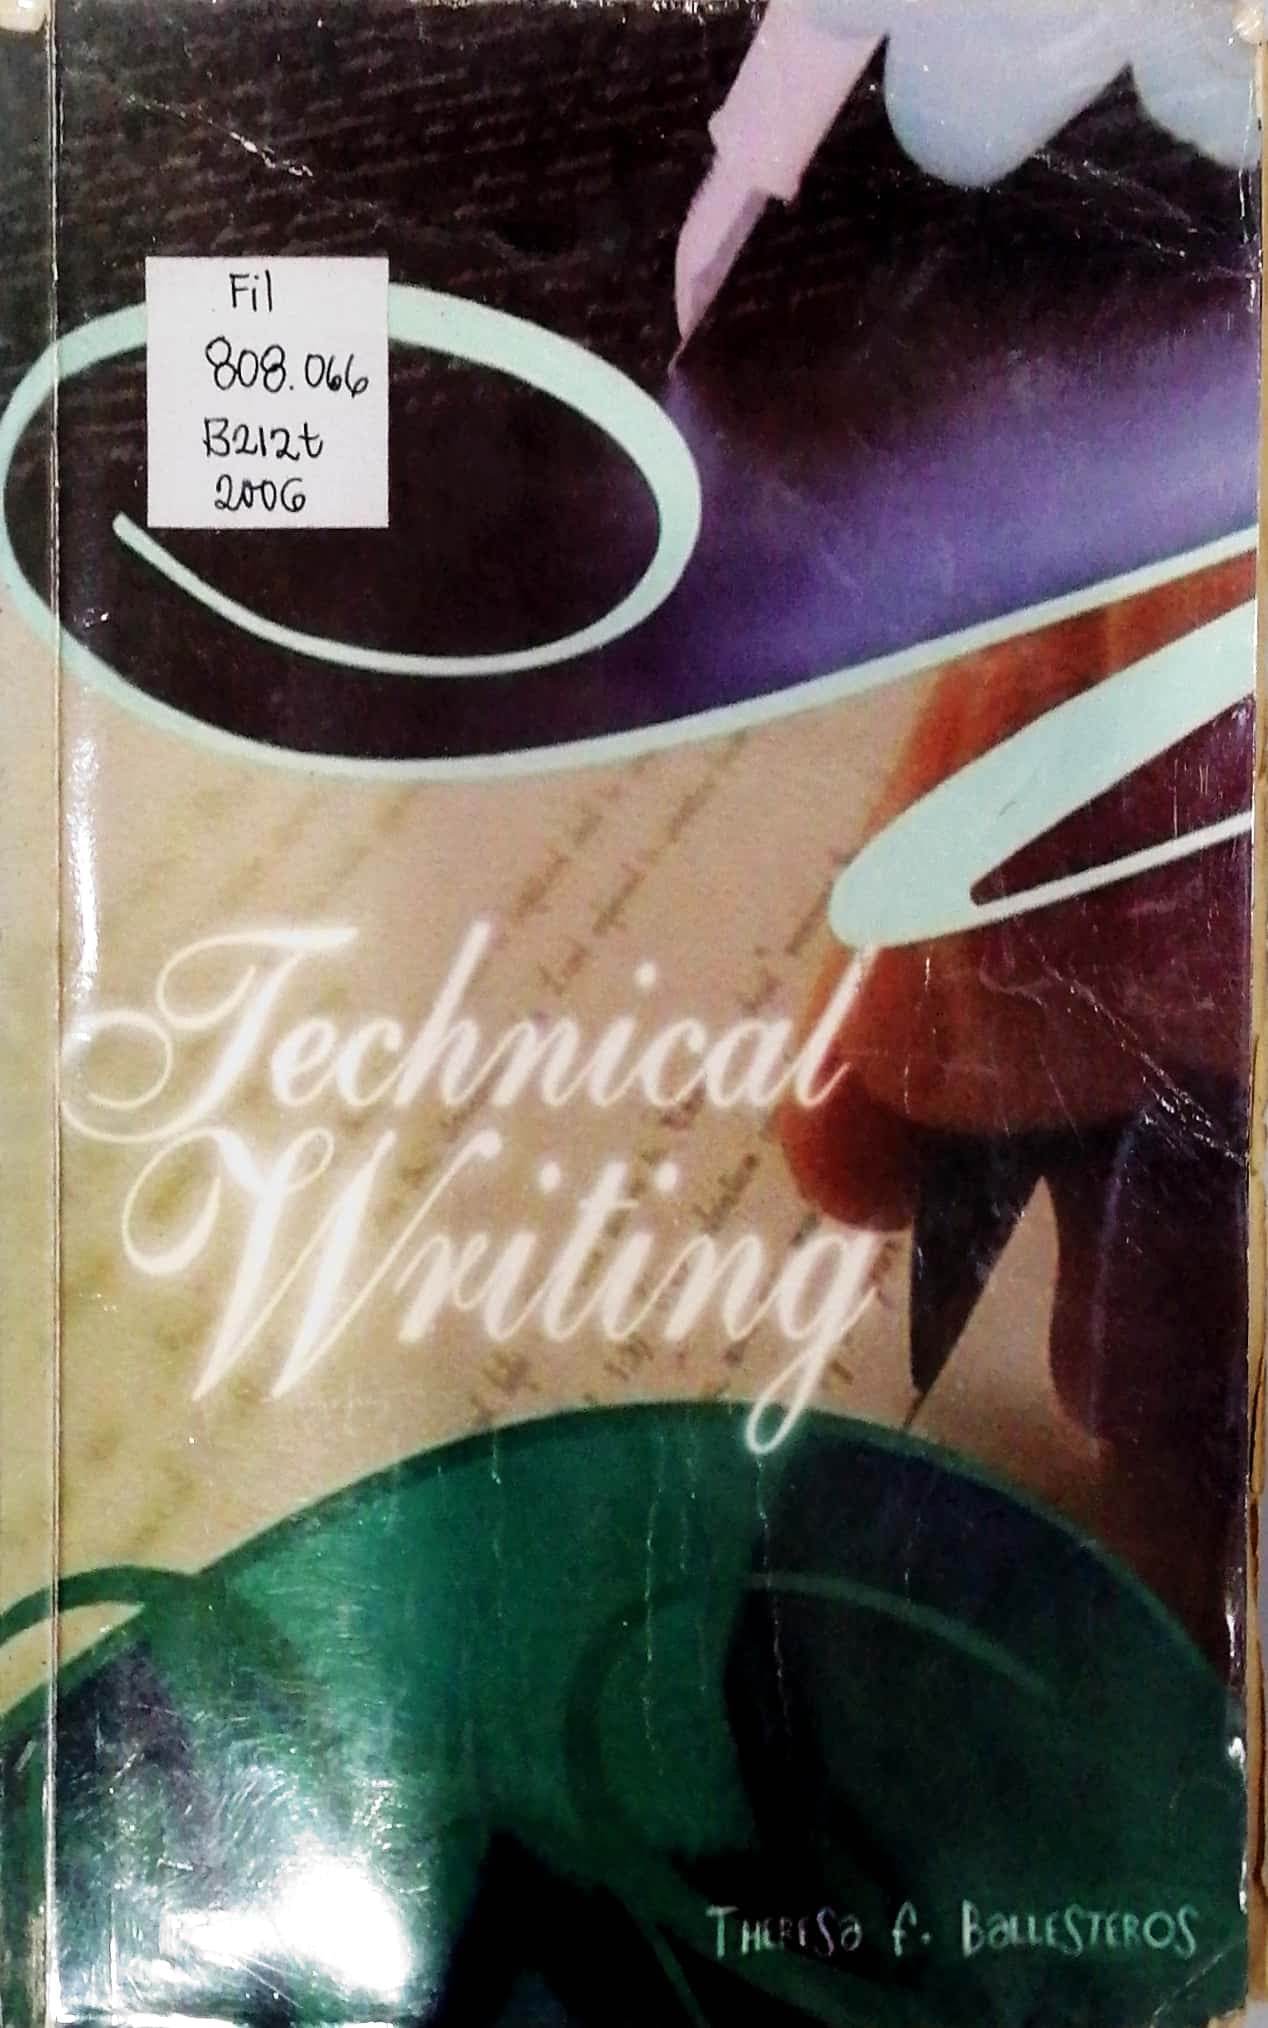 Fil
808.066
B212t
2006
Technical
Writing
THERESa f. BaLLESTEROS